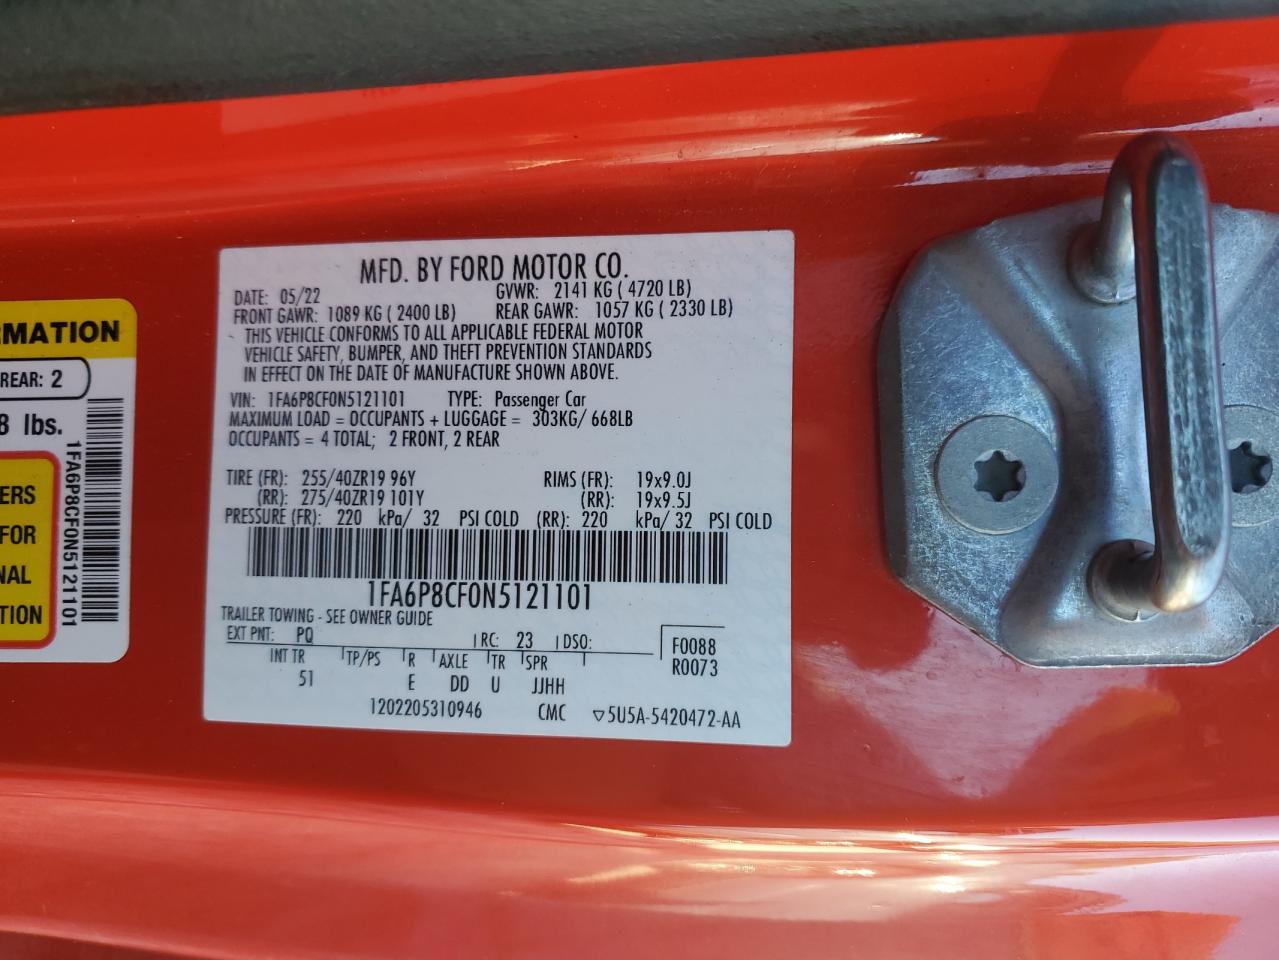 MFD. BY FORD MOTOR CO.
DATE: 05/22 GVWR: 2141 KG ( 4720 LB)
FRONT GAWR: 1089 KG ( 2400 LB) REAR GAWR: 1057 KG ( 2330 LB)
THIS VEHICLE CONFORMS TO ALL APPLICABLE FEDERAL MOTOR
VEHICLE SAFETY, BUMPER, AND THEFT PREVENTION STANDARDS
IN EFFECT ON THE DATE OF MANUFACTURE SHOWN ABOVE.
VIN: 1FA6P8CF0N5121101 TYPE: Passenger Car
MAXIMUM LOAD = OCCUPANTS + LUGGAGE = 303KG/ 668LB
OCCUPANTS = 4 TOTAL; 2 FRONT, 2 REAR
TIRE (FR): 255/40ZR19 96Y RIMS (FR): 19x9.0J
(RR): 275/40ZR19 101Y (RR): 19x9.5J
PRESSURE (FR): 220 kPa/ 32 PSI COLD (RR): 220 kPa/ 32 PSI COLD
1FA6P8CF0N5121101
TRAILER TOWING - SEE OWNER GUIDE
EXT PNT: PQ RC: 23 DSO: F0088
R0073
INT TR TP/PS R AXLE TR SPR
51 E DD U JJHH
1202205310946 CMC ▽5U5A-5420472-AA
RMATION
REAR: 2
8 lbs.
ERS
FOR
NAL
TION
1FA6P8CF0N5121101